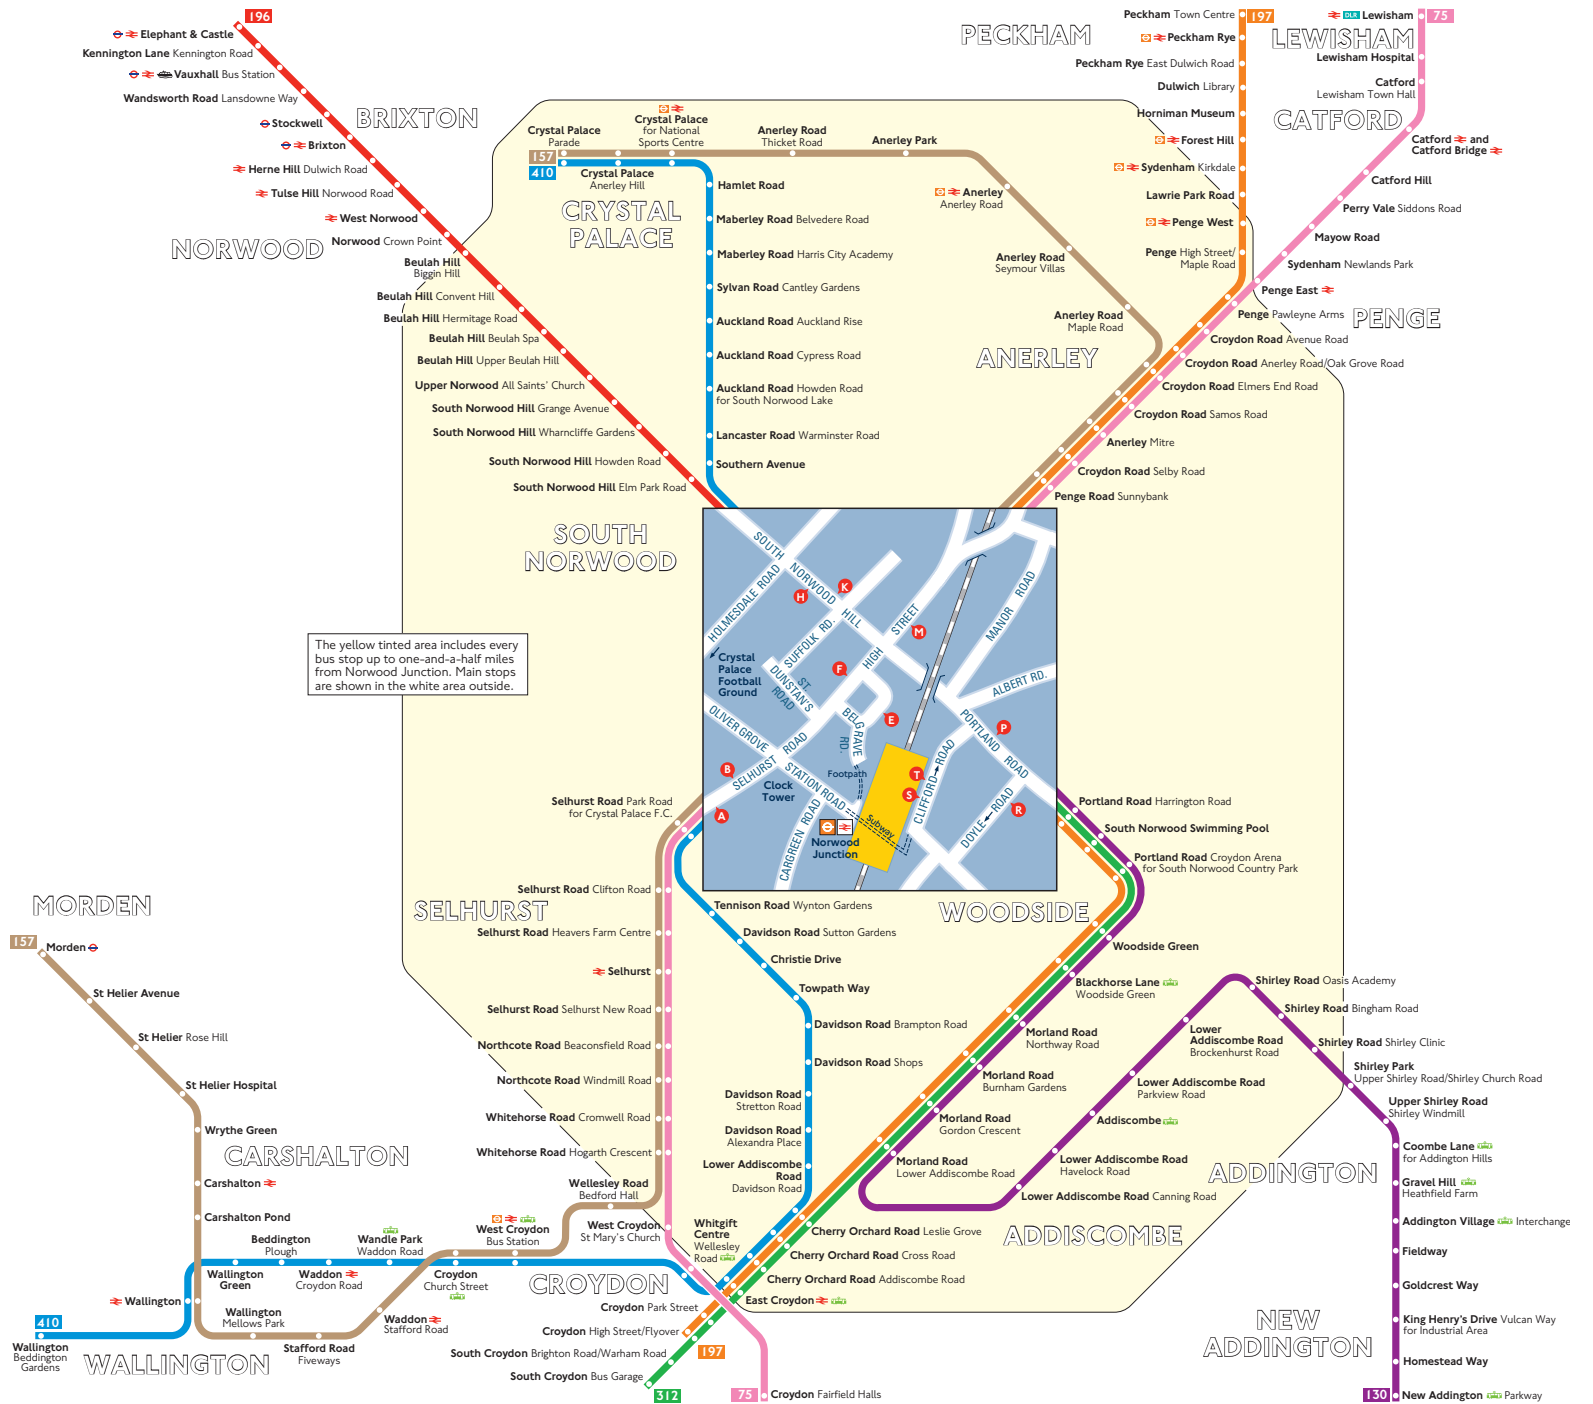 196
Elephant & Castle
Kennington Lane Kennington Road
Vauxhall Bus Station
Wandsworth Road Lansdowne Way
Stockwell
Brixton
Herne Hill Dulwich Road
Tulse Hill Norwood Road
West Norwood
Norwood Crown Point
Beulah Hill
Biggin Hill
Beulah Hill Convent Hill
Beulah Hill Hermitage Road
Beulah Hill Beulah Spa
Beulah Hill Upper Beulah Hill
Upper Norwood All Saints' Church
South Norwood Hill Grange Avenue
South Norwood Hill Wharncliffe Gardens
South Norwood Hill Howden Road
South Norwood Hill Elm Park Road
BRIXTON
NORWOOD
SOUTH
NORWOOD
157
410
Crystal Palace
Parade
Crystal Palace
for National
Sports Centre
Anerley Road
Thicket Road
Anerley Park
Crystal Palace
Anerley Hill
CRYSTAL
PALACE
Hamlet Road
Maberley Road Belvedere Road
Maberley Road Harris City Academy
Sylvan Road Cantley Gardens
Auckland Road Auckland Rise
Auckland Road Cypress Road
Auckland Road Howden Road
for South Norwood Lake
Lancaster Road Warminster Road
Southern Avenue
Anerley
Anerley Road
Anerley Road
Seymour Villas
Anerley Road
Maple Road
ANERLEY
PECKHAM
197
Peckham Town Centre
Peckham Rye
Peckham Rye East Dulwich Road
Dulwich Library
Horniman Museum
Forest Hill
Sydenham Kirkdale
Lawrie Park Road
Penge West
Penge High Street/
Maple Road
75
DLR Lewisham
LEWISHAM
Lewisham Hospital
Catford
Lewisham Town Hall
CATFORD
Catford and
Catford Bridge
Catford Hill
Perry Vale Siddons Road
Mayow Road
Sydenham Newlands Park
Penge East
PENGE
Penge Pawleyne Arms
Croydon Road Avenue Road
Croydon Road Anerley Road/Oak Grove Road
Croydon Road Elmers End Road
Croydon Road Samos Road
Anerley Mitre
Croydon Road Selby Road
Penge Road Sunnybank
The yellow tinted area includes every
bus stop up to one-and-a-half miles
from Norwood Junction. Main stops
are shown in the white area outside.
SOUTH NORWOOD HILL
HOLMESDALE ROAD
SUFFOLK RD.
HIGH STREET
MANOR ROAD
ALBERT RD.
ST. DUNSTAN'S ROAD
BELGRAVE RD.
OLIVER GROVE
SELHURST ROAD
STATION ROAD
CARGREEN ROAD
CLIFFORD ROAD
PORTLAND ROAD
DOYLE ROAD
Footpath
Subway
Crystal
Palace
Football
Ground
Clock
Tower
Norwood
Junction
H
K
M
F
E
P
B
A
T
S
R
Selhurst Road Park Road
for Crystal Palace F.C.
Selhurst Road Clifton Road
SELHURST
Selhurst Road Heavers Farm Centre
Selhurst
Selhurst Road Selhurst New Road
Northcote Road Beaconsfield Road
Northcote Road Windmill Road
Whitehorse Road Cromwell Road
Whitehorse Road Hogarth Crescent
Wellesley Road
Bedford Hall
West Croydon
St Mary's Church
Tennison Road Wynton Gardens
Davidson Road Sutton Gardens
Christie Drive
Towpath Way
Davidson Road Brampton Road
Davidson Road Shops
Davidson Road
Stretton Road
Davidson Road
Alexandra Place
Lower Addiscombe
Road
Davidson Road
Whitgift
Centre
Wellesley
Road
Portland Road Harrington Road
South Norwood Swimming Pool
Portland Road Croydon Arena
for South Norwood Country Park
WOODSIDE
Woodside Green
Blackhorse Lane
Woodside Green
Morland Road
Northway Road
Morland Road
Burnham Gardens
Morland Road
Gordon Crescent
Morland Road
Lower Addiscombe Road
Cherry Orchard Road Leslie Grove
Cherry Orchard Road Cross Road
Cherry Orchard Road Addiscombe Road
East Croydon
ADDISCOMBE
Lower Addiscombe Road Canning Road
Lower Addiscombe Road
Havelock Road
Addiscombe
Lower Addiscombe Road
Parkview Road
Lower
Addiscombe Road
Brockenhurst Road
Shirley Road Oasis Academy
Shirley Road Bingham Road
Shirley Road Shirley Clinic
Shirley Park
Upper Shirley Road/Shirley Church Road
Upper Shirley Road
Shirley Windmill
Coombe Lane
for Addington Hills
ADDINGTON
Gravel Hill
Heathfield Farm
Addington Village Interchange
Fieldway
Goldcrest Way
NEW
ADDINGTON
King Henry's Drive Vulcan Way
for Industrial Area
Homestead Way
130
New Addington Parkway
MORDEN
157
Morden
St Helier Avenue
St Helier Rose Hill
St Helier Hospital
Wrythe Green
CARSHALTON
Carshalton
Carshalton Pond
Beddington
Plough
Wandle Park
Waddon Road
West Croydon
Bus Station
Wallington
Green
Waddon
Croydon Road
Croydon
Church Street
CROYDON
Wallington
Wallington
Mellows Park
Waddon
Stafford Road
Stafford Road
Fiveways
410
Wallington
Beddington
Gardens
WALLINGTON
Croydon Park Street
Croydon High Street/Flyover
197
South Croydon Brighton Road/Warham Road
South Croydon Bus Garage
312
75
Croydon Fairfield Halls